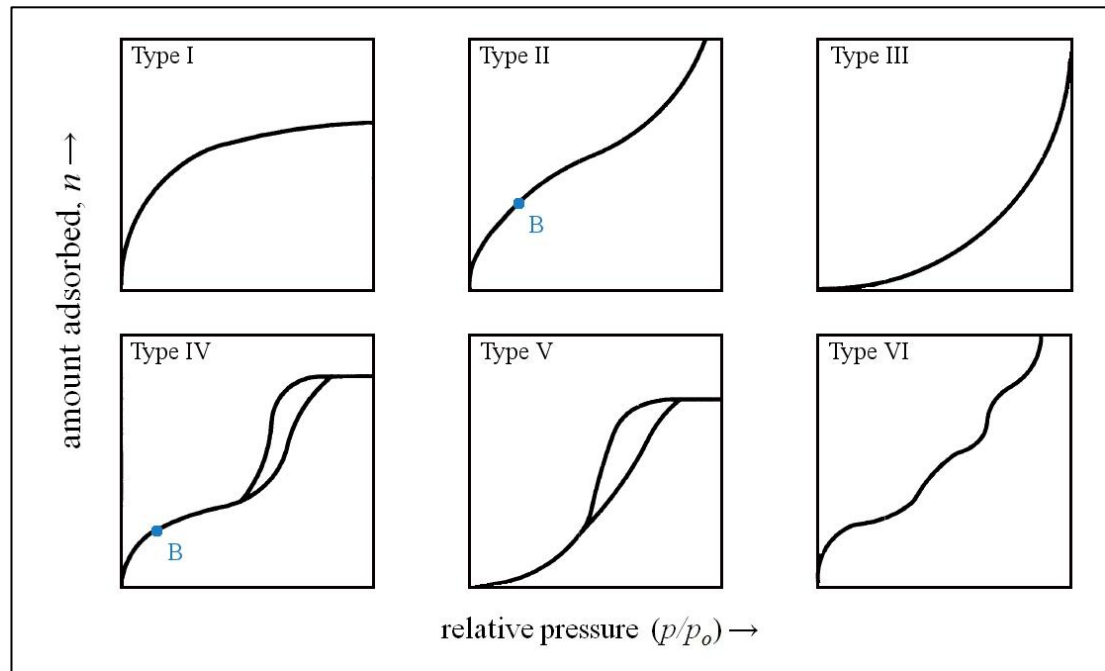 Type I
Type II
Type III
B
Type IV
Type V
Type VI
B
amount adsorbed, n →
relative pressure (p/pₒ) →